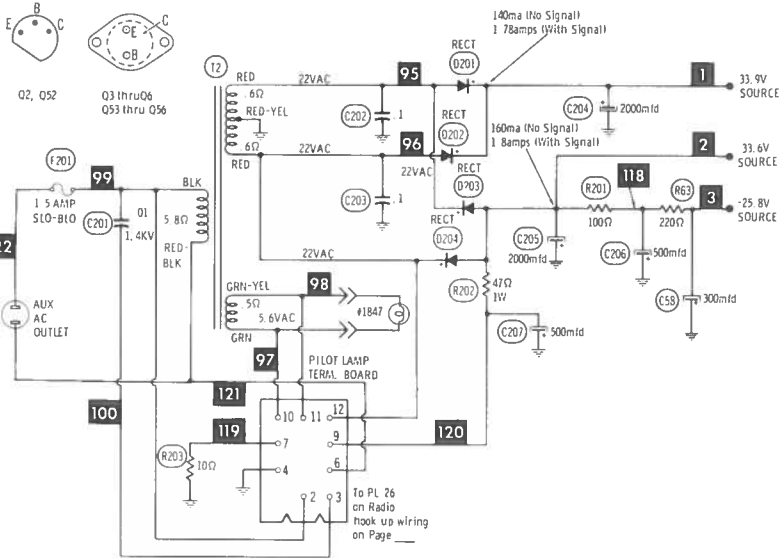 E B C
E C
B
Q2, Q52
Q3 thruQ6
Q53 thru Q56
140ma (No Signal)
1 78amps (With Signal)
T2
RED
22VAC
95
RECT
D201
1
33.9V
SOURCE
.6Ω
RED-YEL
C202
.1
RECT
D202
C204
2000mfd
160ma (No Signal)
1 8amps (With Signal)
.6Ω
RED
22VAC
96
22VAC
2
33.6V
SOURCE
F201
99
1 5 AMP
SLO-BLO
BLK
C203
.1
RECT
D203
R201
118
R63
3
-25.8V
SOURCE
100Ω
220Ω
C201
01
1,4KV
5 8Ω
RED-
BLK
RECT
D204
22VAC
C205
2000mfd
C206
500mfd
22
GRN-YEL
98
.5Ω
5.6VAC
GRN
#1847
R202
47Ω
1W
C58
300mfd
AUX
AC
OUTLET
C207
500mfd
97
PILOT LAMP
TERM. BOARD
121
100
10 11 12
119
7
9
120
R203
10Ω
4
6
2 3
To PL 26
on Radio
hook up wiring
on Page ___